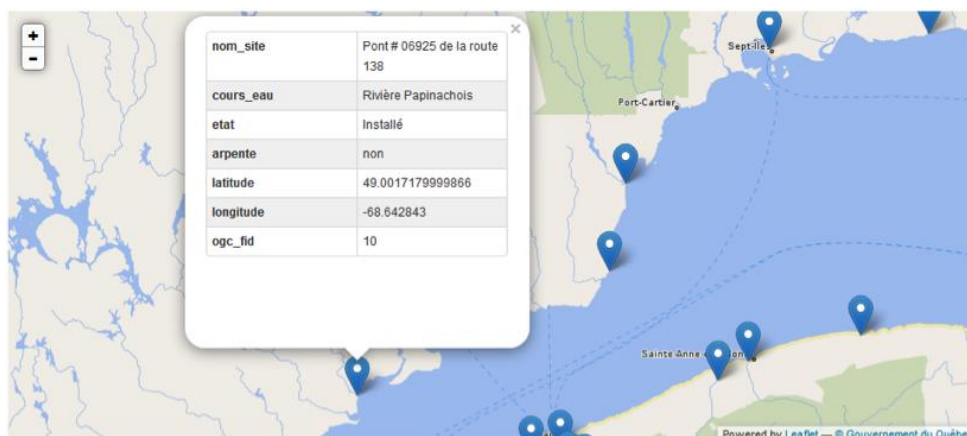 +
-
×
nom_site Pont # 06925 de la route
138
cours_eau Rivière Papinachois
etat Installé
arpente non
latitude 49.0017179999866
longitude -68.642843
ogc_fid 10
Sept-Îles
Port-Cartier
Sainte Anne
Powered by Leaflet — © Gouvernement du Québe